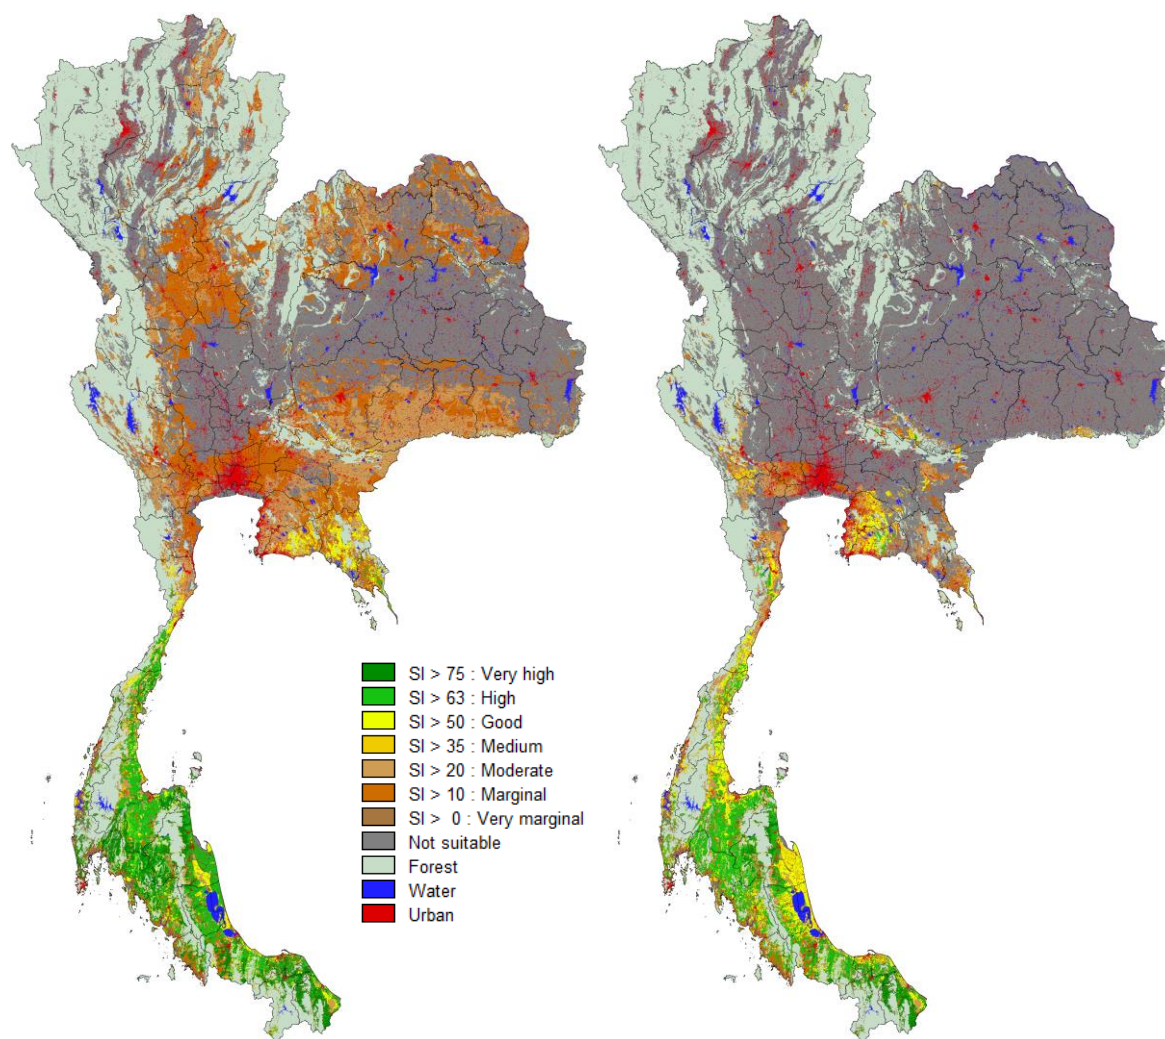 SI > 75 : Very high
SI > 63 : High
SI > 50 : Good
SI > 35 : Medium
SI > 20 : Moderate
SI > 10 : Marginal
SI > 0 : Very marginal
Not suitable
Forest
Water
Urban